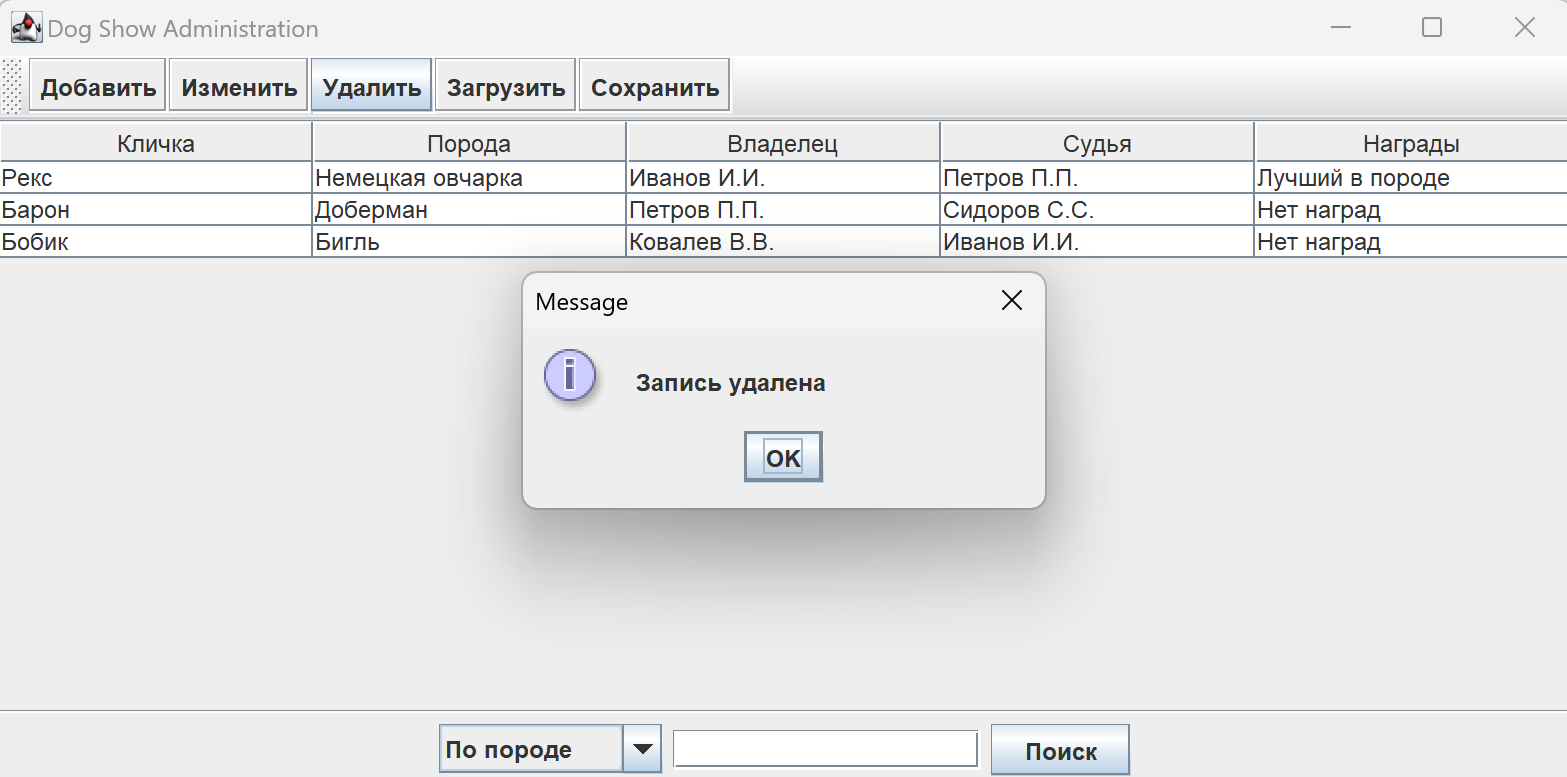 Dog Show Administration
Добавить Изменить Удалить Загрузить Сохранить
Кличка Порода Владелец Судья Награды
Рекс Немецкая овчарка Иванов И.И. Петров П.П. Лучший в породе
Барон Доберман Петров П.П. Сидоров С.С. Нет наград
Бобик Бигль Ковалев В.В. Иванов И.И. Нет наград
Message
Запись удалена
OK
По породе Поиск